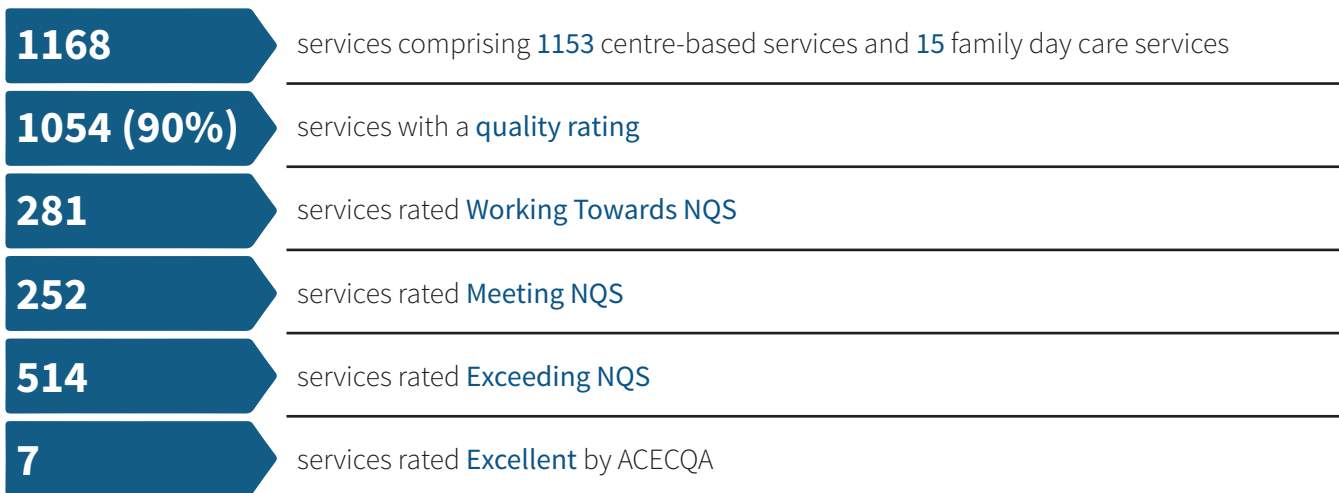 1168 services comprising 1153 centre-based services and 15 family day care services
1054 (90%) services with a quality rating
281 services rated Working Towards NQS
252 services rated Meeting NQS
514 services rated Exceeding NQS
7 services rated Excellent by ACECQA